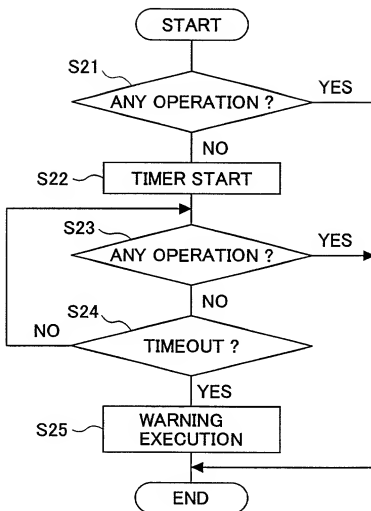 START
S21
ANY OPERATION ?
YES
NO
S22
TIMER START
S23
ANY OPERATION ?
YES
NO
S24
NO
TIMEOUT ?
YES
S25
WARNING
EXECUTION
END